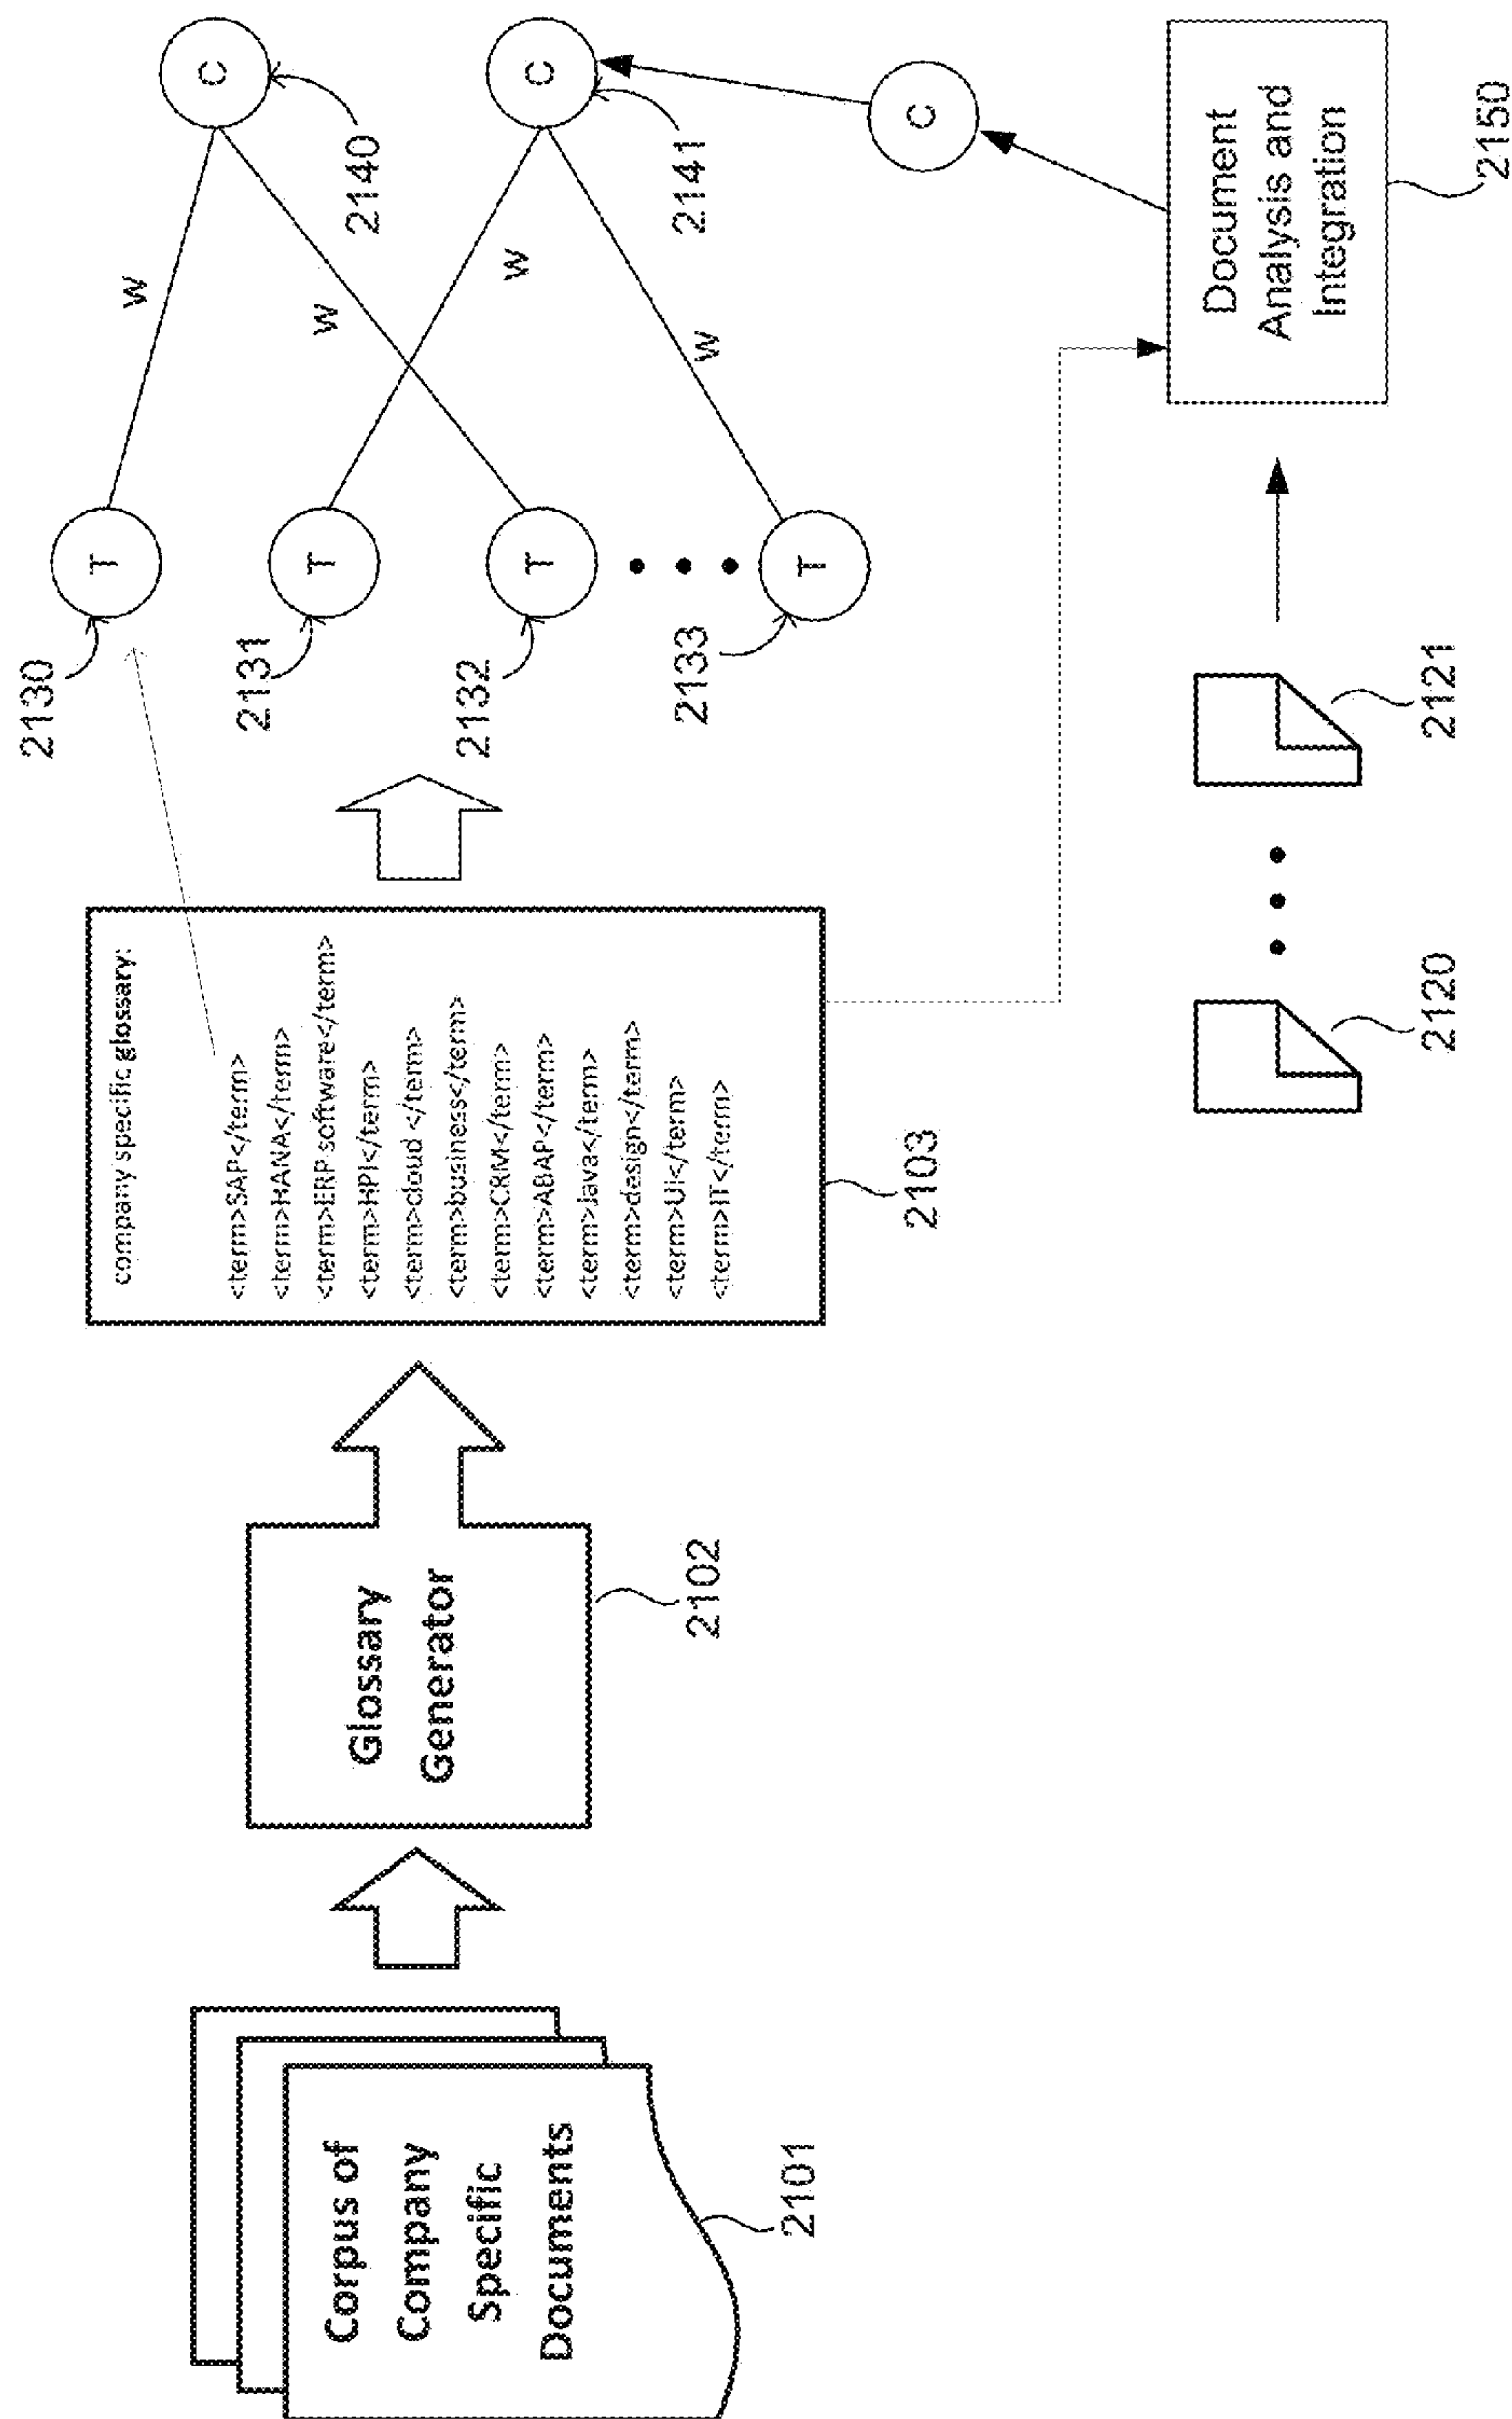 Corpus of
Company
Specific
Documents
2101
Glossary
Generator
2102
company specific glossary:
<term>SAP</term>
<term>HANA</term>
<term>ERP software</term>
<term>HPI</term>
<term>cloud </term>
<term>business</term>
<term>CRM</term>
<term>ABAP</term>
<term>Java</term>
<term>design</term>
<term>UI</term>
<term>IT</term>
2103
2130
T
2131
T
2132
T
2133
T
w
w
w
w
C
2140
C
2141
C
2120
2121
Document
Analysis and
Integration
2150